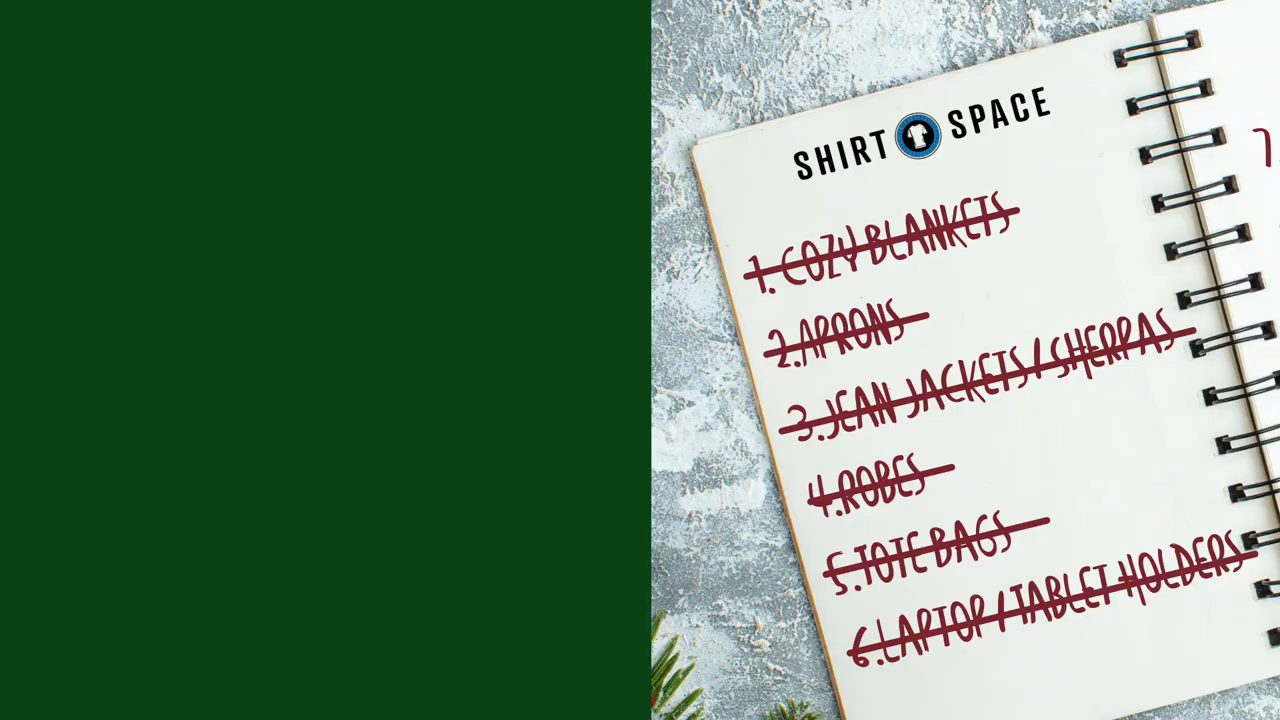 SHIRT SPACE
1. COZY BLANKETS
2. APRONS
3. JEAN JACKETS / SHERPAS
4. ROBES
5. TOTE BAGS
6. LAPTOP / TABLET HOLDERS